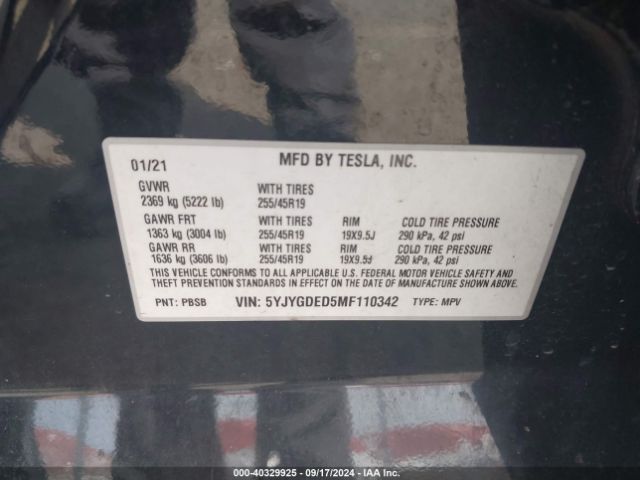 01/21 MFD BY TESLA, INC.
GVWR WITH TIRES
2369 kg (5222 lb) 255/45R19
GAWR FRT WITH TIRES RIM COLD TIRE PRESSURE
1363 kg (3004 lb) 255/45R19 19X9.5J 290 kPa, 42 psi
GAWR RR WITH TIRES RIM COLD TIRE PRESSURE
1636 kg (3606 lb) 255/45R19 19X9.5J 290 kPa, 42 psi
THIS VEHICLE CONFORMS TO ALL APPLICABLE U.S. FEDERAL MOTOR VEHICLE SAFETY AND
THEFT PREVENTION STANDARDS IN EFFECT ON THE DATE OF MANUFACTURE SHOWN ABOVE.
PNT: PBSB VIN: 5YJYGDED5MF110342 TYPE: MPV
000-40329925 - 09/17/2024 - IAA Inc.